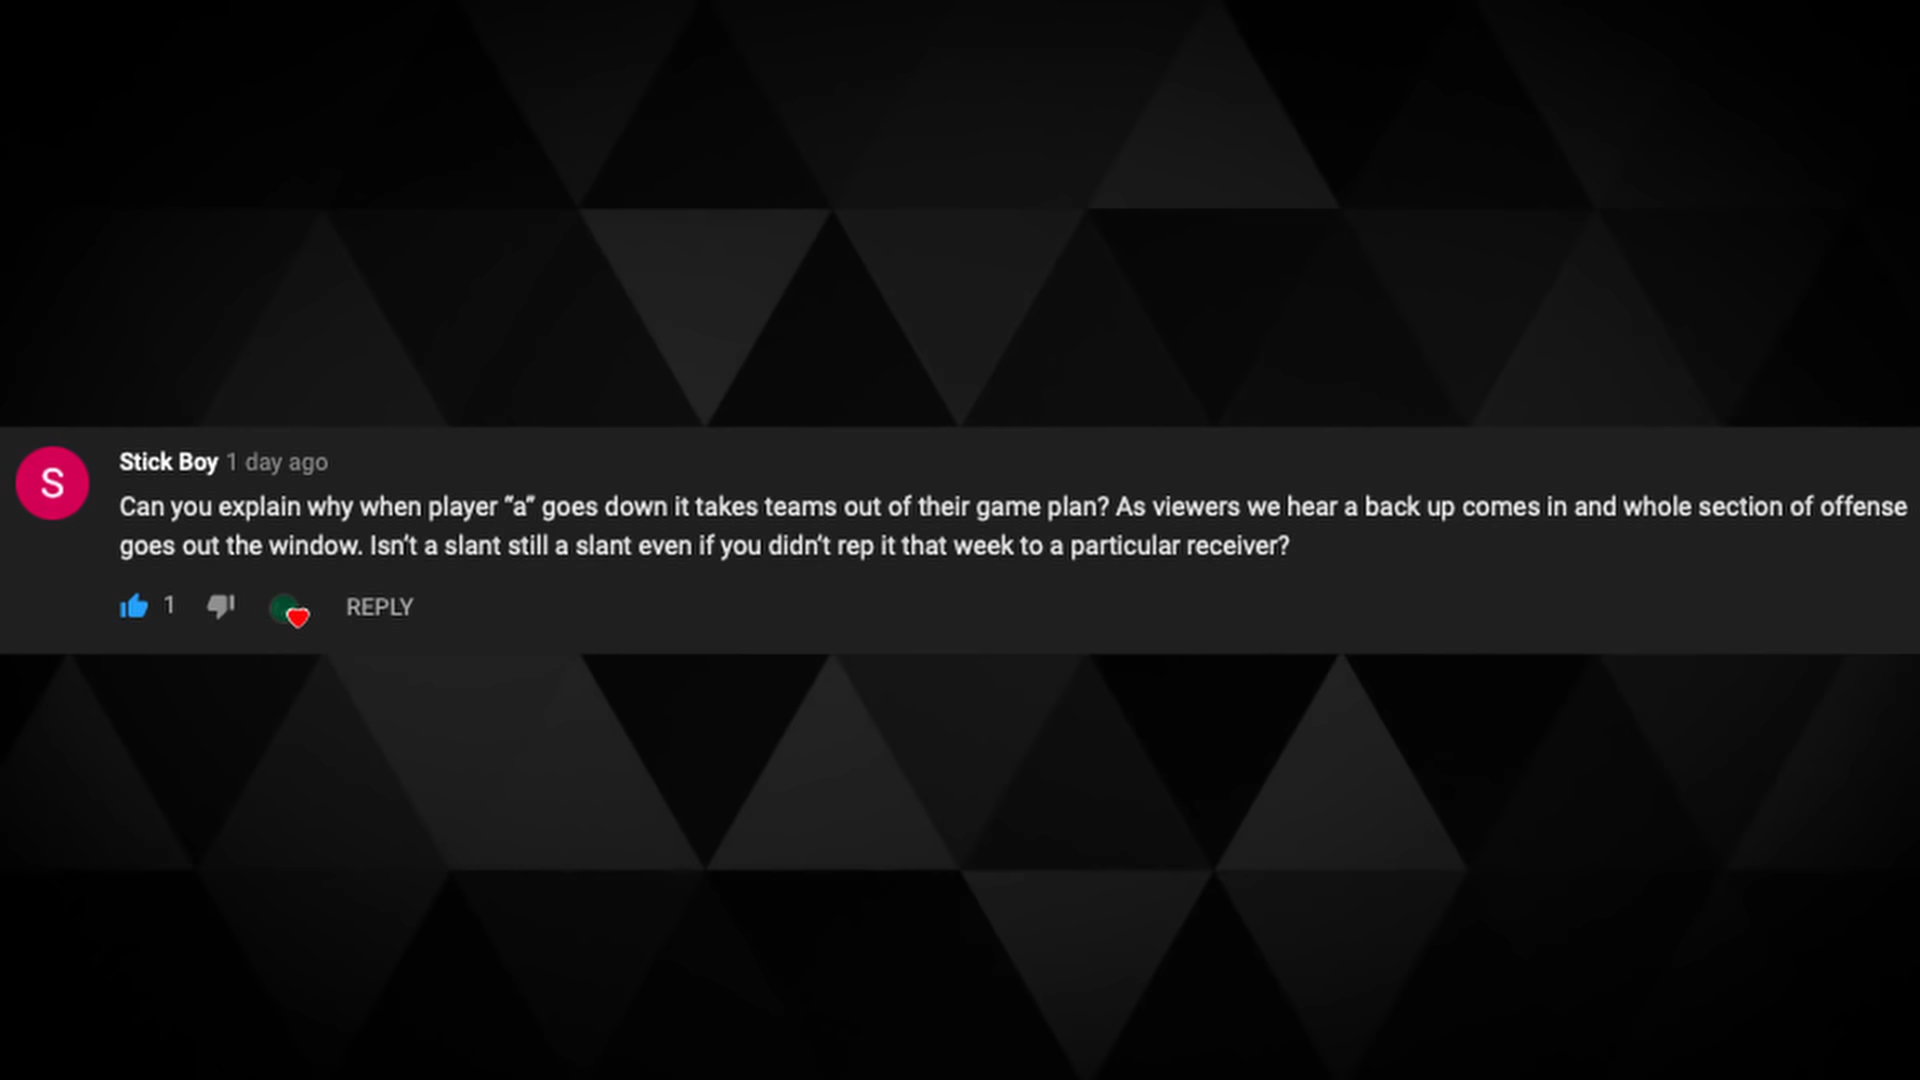 S
Stick Boy 1 day ago
Can you explain why when player “a” goes down it takes teams out of their game plan? As viewers we hear a back up comes in and whole section of offense
goes out the window. Isn’t a slant still a slant even if you didn’t rep it that week to a particular receiver?
1 REPLY